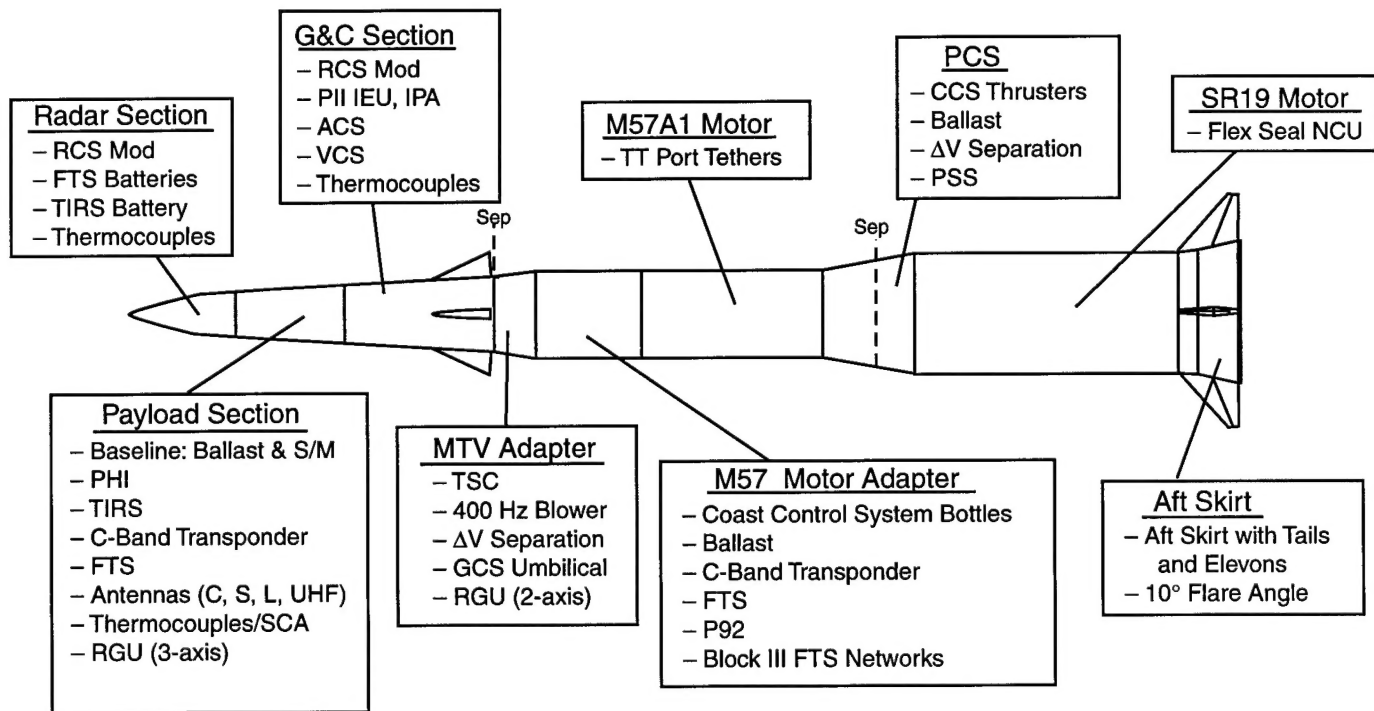 G&C Section
– RCS Mod
– PII IEU, IPA
– ACS
– VCS
– Thermocouples
PCS
– CCS Thrusters
– Ballast
– ΔV Separation
– PSS
SR19 Motor
– Flex Seal NCU
Radar Section
– RCS Mod
– FTS Batteries
– TIRS Battery
– Thermocouples
M57A1 Motor
– TT Port Tethers
Sep
Sep
Payload Section
– Baseline: Ballast & S/M
– PHI
– TIRS
– C-Band Transponder
– FTS
– Antennas (C, S, L, UHF)
– Thermocouples/SCA
– RGU (3-axis)
MTV Adapter
– TSC
– 400 Hz Blower
– ΔV Separation
– GCS Umbilical
– RGU (2-axis)
M57 Motor Adapter
– Coast Control System Bottles
– Ballast
– C-Band Transponder
– FTS
– P92
– Block III FTS Networks
Aft Skirt
– Aft Skirt with Tails
and Elevons
– 10° Flare Angle